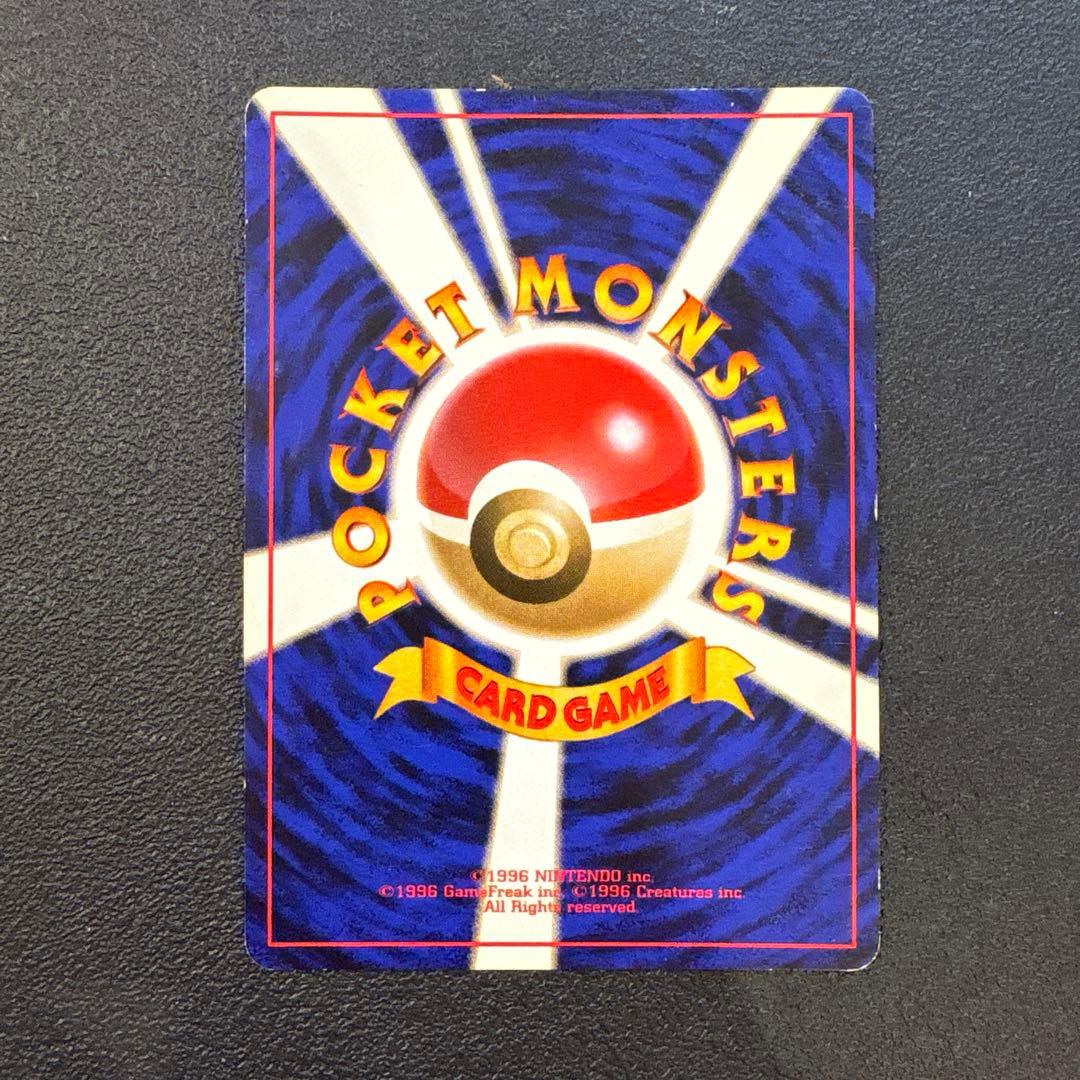 POCKET MONSTERS
CARD GAME
©1996 NINTENDO inc.
©1996 GameFreak inc. ©1996 Creatures inc.
All Rights reserved.